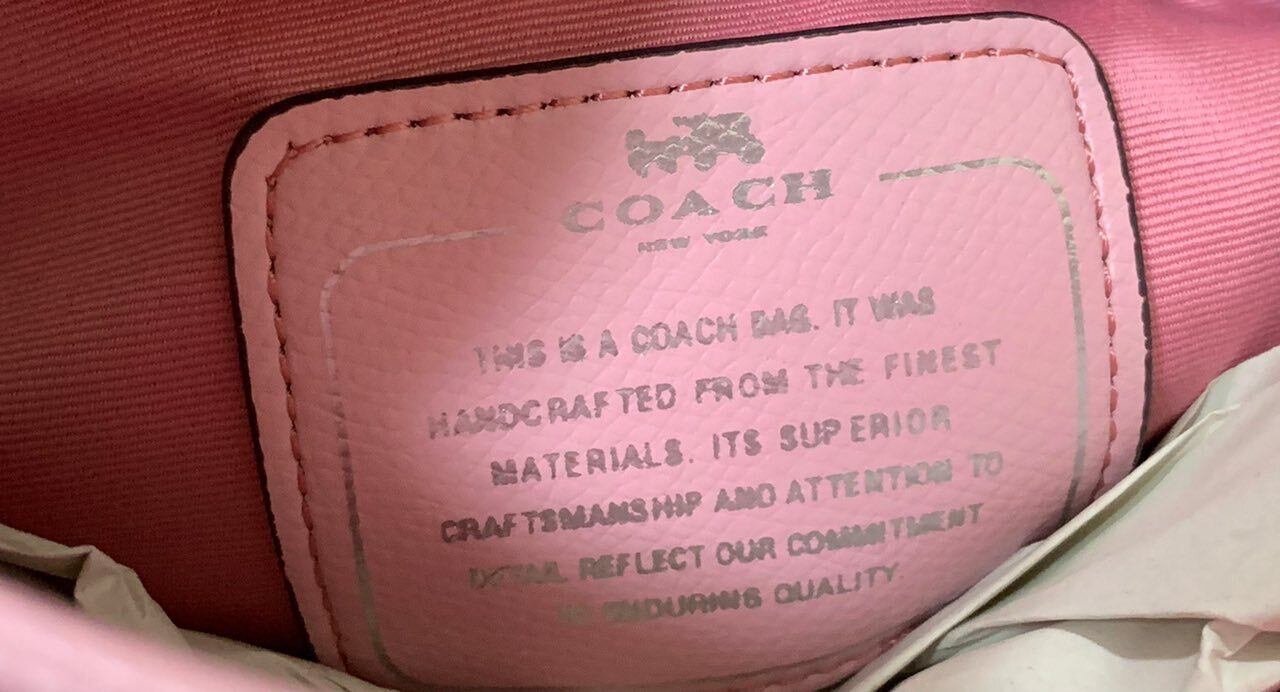 COACH
NEW YORK
THIS IS A COACH BAG. IT WAS
HANDCRAFTED FROM THE FINEST
MATERIALS. ITS SUPERIOR
CRAFTSMANSHIP AND ATTENTION TO
DETAIL REFLECT OUR COMMITMENT
TO ENDURING QUALITY.